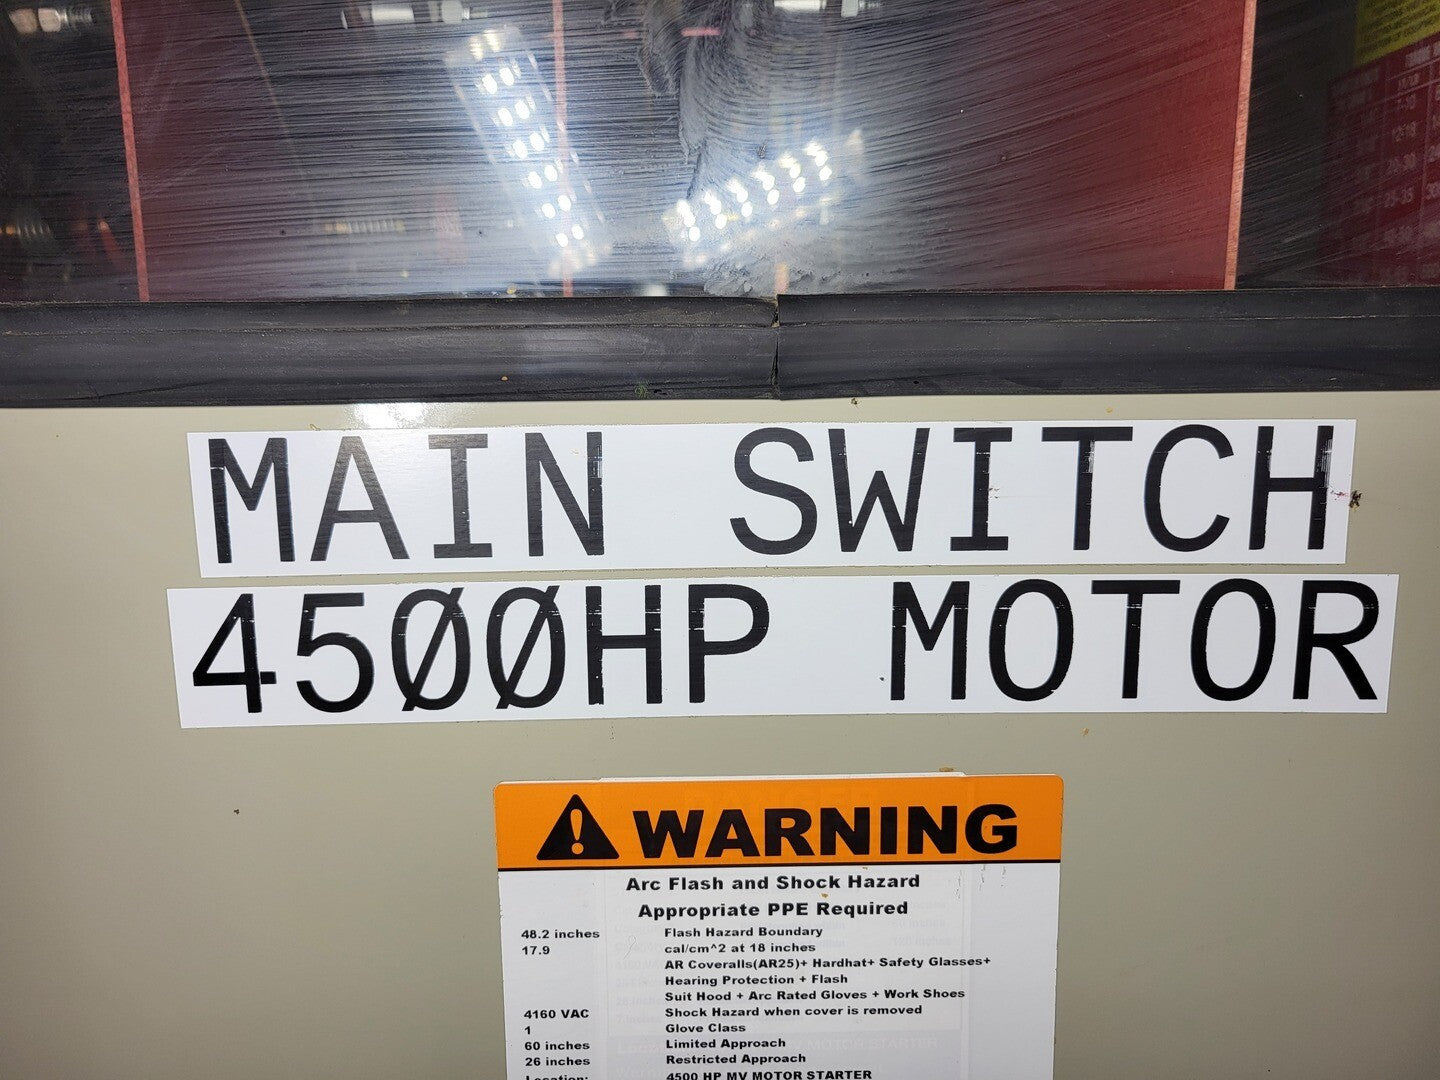 MAIN SWITCH
4500HP MOTOR
WARNING
Arc Flash and Shock Hazard
Appropriate PPE Required
48.2 inches Flash Hazard Boundary
17.9 cal/cm^2 at 18 inches
AR Coveralls(AR25)+ Hardhat+ Safety Glasses+
Hearing Protection + Flash
Suit Hood + Arc Rated Gloves + Work Shoes
4160 VAC Shock Hazard when cover is removed
1 Glove Class
60 inches Limited Approach
26 inches Restricted Approach
Location: 4500 HP MV MOTOR STARTER